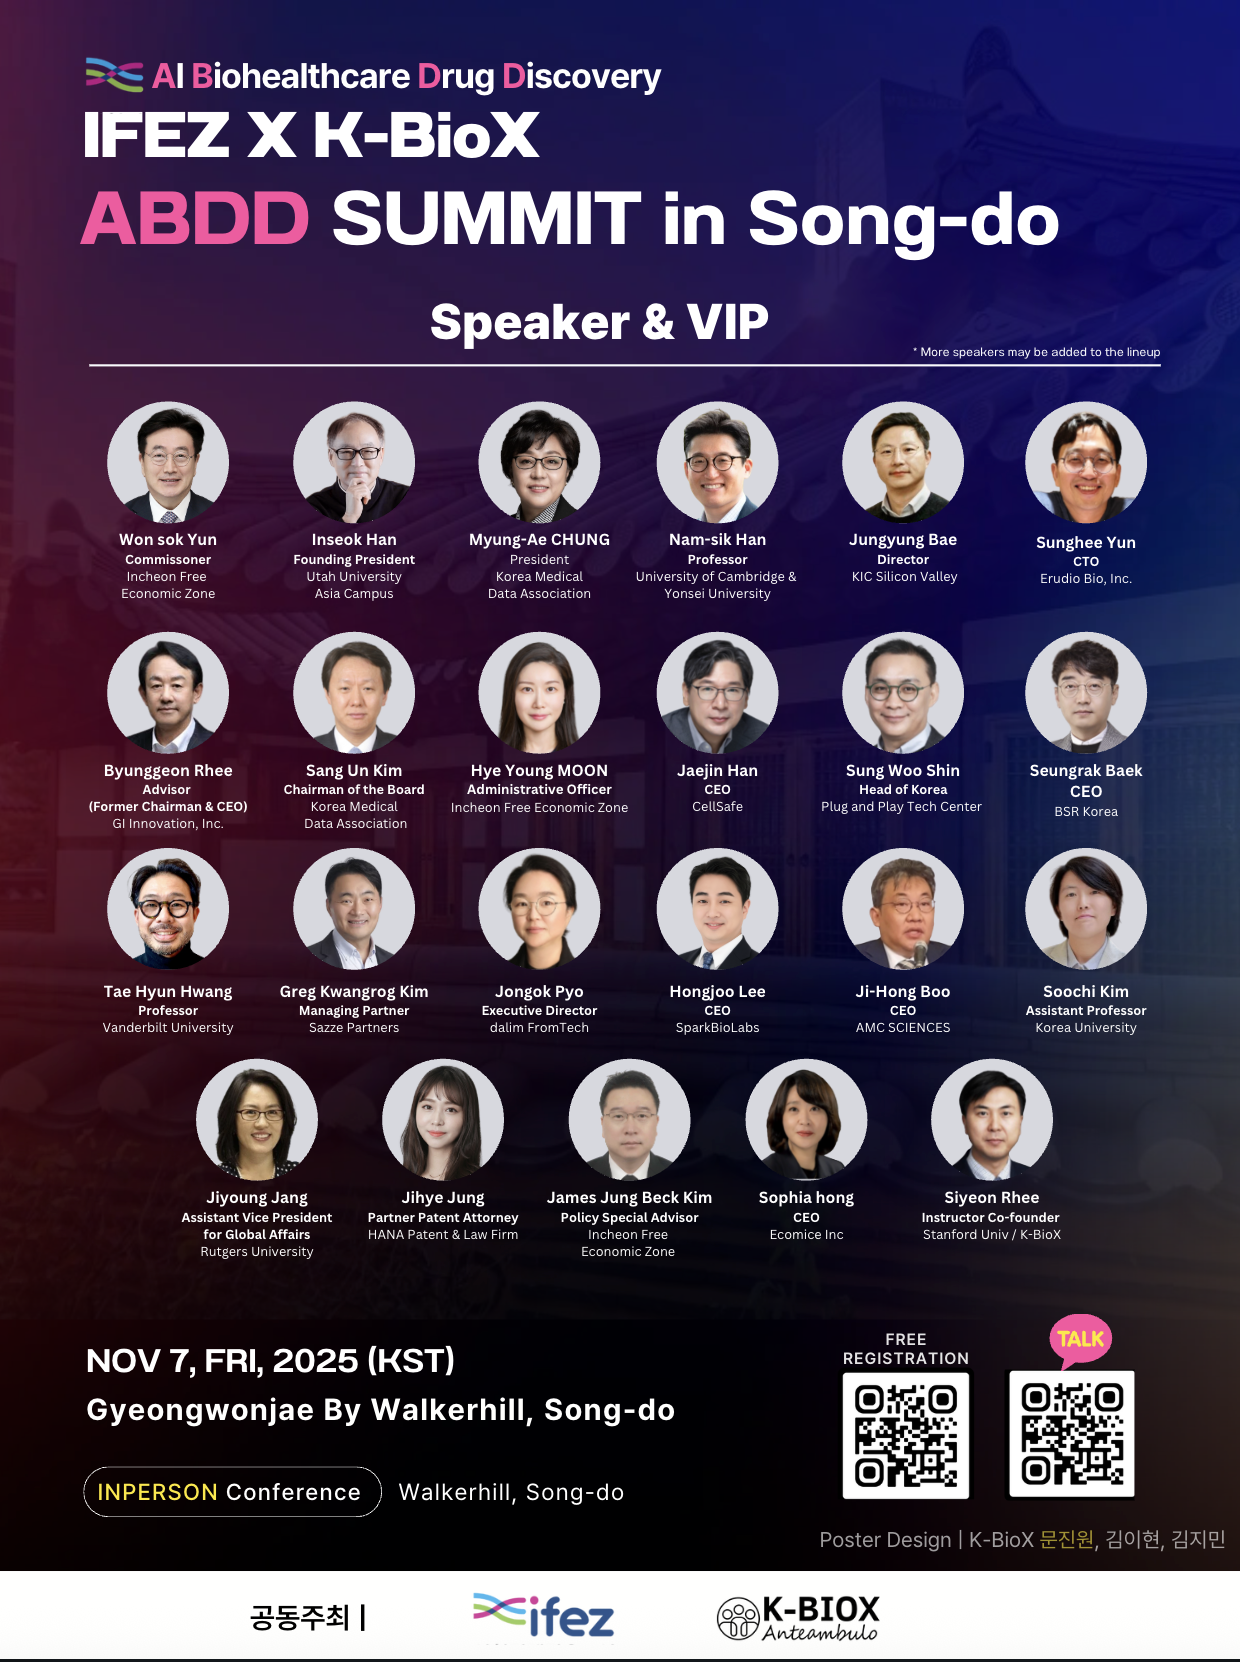 AI Biohealthcare Drug Discovery
IFEZ X K-BioX
ABDD SUMMIT in Song-do
Speaker & VIP
* More speakers may be added to the lineup
Won sok Yun
Commissoner
Incheon Free
Economic Zone
Inseok Han
Founding President
Utah University
Asia Campus
Myung-Ae CHUNG
President
Korea Medical
Data Association
Nam-sik Han
Professor
University of Cambridge &
Yonsei University
Jungyung Bae
Director
KIC Silicon Valley
Sunghee Yun
CTO
Erudio Bio, Inc.
Byunggeon Rhee
Advisor
(Former Chairman & CEO)
GI Innovation, Inc.
Sang Un Kim
Chairman of the Board
Korea Medical
Data Association
Hye Young MOON
Administrative Officer
Incheon Free Economic Zone
Jaejin Han
CEO
CellSafe
Sung Woo Shin
Head of Korea
Plug and Play Tech Center
Seungrak Baek
CEO
BSR Korea
Tae Hyun Hwang
Professor
Vanderbilt University
Greg Kwangrog Kim
Managing Partner
Sazze Partners
Jongok Pyo
Executive Director
dalim FromTech
Hongjoo Lee
CEO
SparkBioLabs
Ji-Hong Boo
CEO
AMC SCIENCES
Soochi Kim
Assistant Professor
Korea University
Jiyoung Jang
Assistant Vice President
for Global Affairs
Rutgers University
Jihye Jung
Partner Patent Attorney
HANA Patent & Law Firm
James Jung Beck Kim
Policy Special Advisor
Incheon Free
Economic Zone
Sophia hong
CEO
Ecomice Inc
Siyeon Rhee
Instructor Co-founder
Stanford Univ / K-BioX
NOV 7, FRI, 2025 (KST)
Gyeongwonjae By Walkerhill, Song-do
INPERSON Conference
Walkerhill, Song-do
FREE
REGISTRATION
TALK
Poster Design | K-BioX 문진원, 김이현, 김지민
공동주최 |
ifez
K-BIOX
Anteambulo